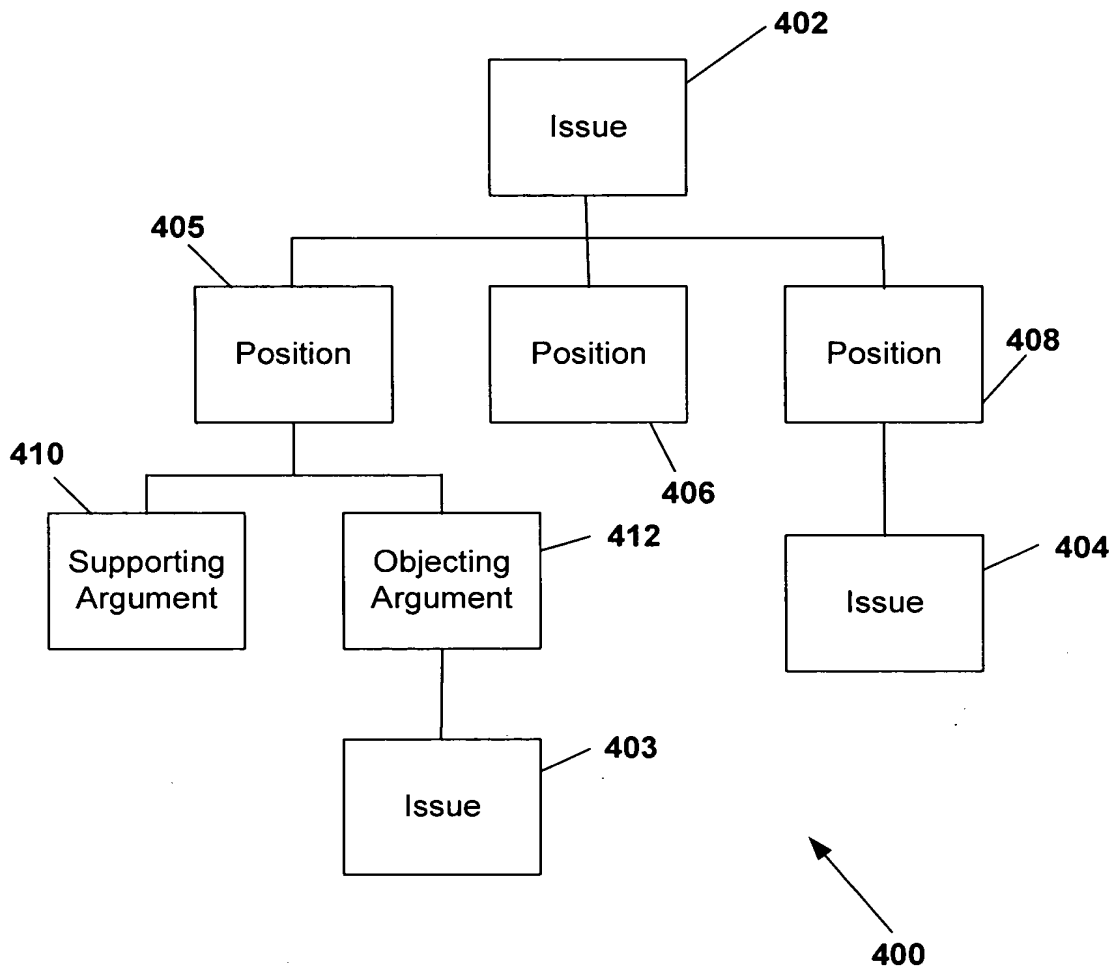 402
Issue
405
Position
Position
Position
408
410
406
Supporting
Argument
Objecting
Argument
412
404
Issue
403
Issue
400